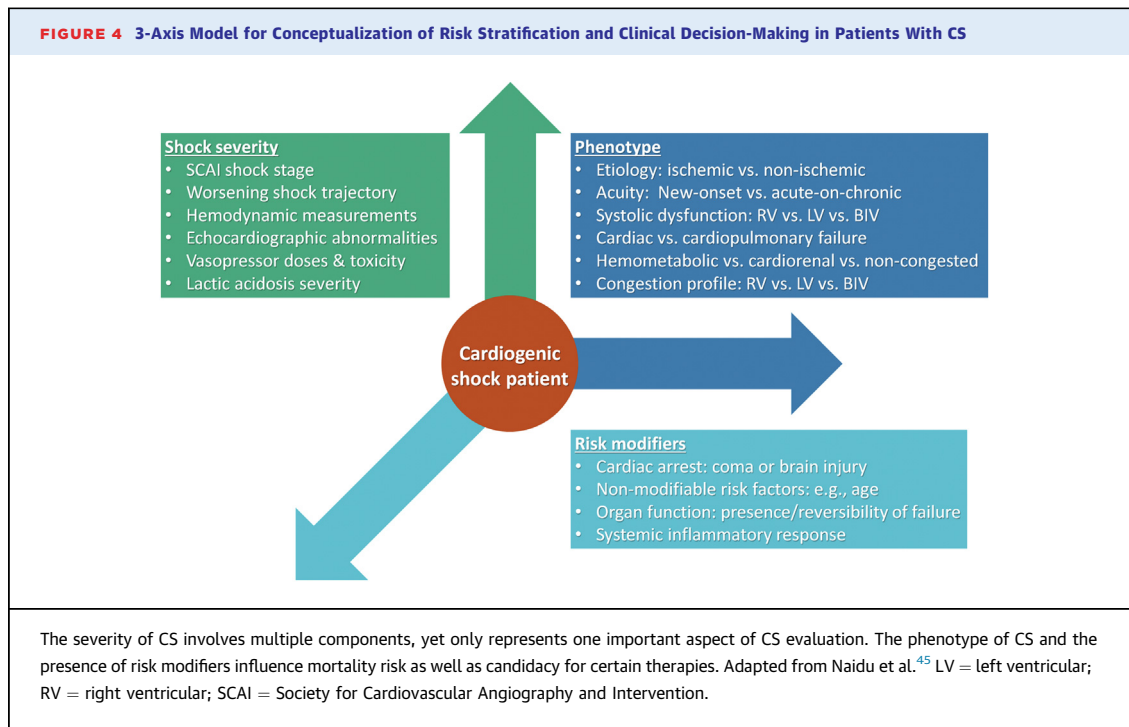 FIGURE 4 3-Axis Model for Conceptualization of Risk Stratification and Clinical Decision-Making in Patients With CS
Shock severity
• SCAI shock stage
• Worsening shock trajectory
• Hemodynamic measurements
• Echocardiographic abnormalities
• Vasopressor doses & toxicity
• Lactic acidosis severity
Phenotype
• Etiology: ischemic vs. non-ischemic
• Acuity: New-onset vs. acute-on-chronic
• Systolic dysfunction: RV vs. LV vs. BIV
• Cardiac vs. cardiopulmonary failure
• Hemometabolic vs. cardiorenal vs. non-congested
• Congestion profile: RV vs. LV vs. BIV
Cardiogenic
shock patient
Risk modifiers
• Cardiac arrest: coma or brain injury
• Non-modifiable risk factors: e.g., age
• Organ function: presence/reversibility of failure
• Systemic inflammatory response
The severity of CS involves multiple components, yet only represents one important aspect of CS evaluation. The phenotype of CS and the
presence of risk modifiers influence mortality risk as well as candidacy for certain therapies. Adapted from Naidu et al.45 LV = left ventricular;
RV = right ventricular; SCAI = Society for Cardiovascular Angiography and Intervention.